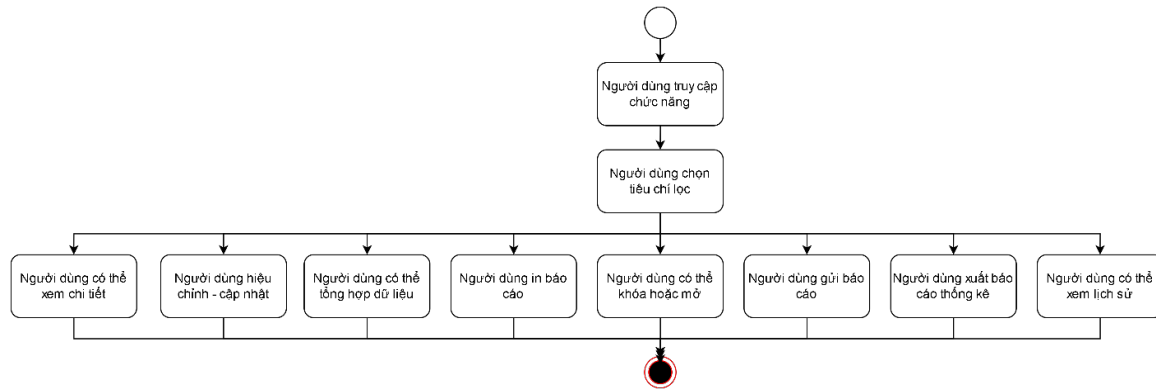 Người dùng truy cập
chức năng
Người dùng chọn
tiêu chí lọc
Người dùng có thể
xem chi tiết
Người dùng hiệu
chỉnh - cập nhật
Người dùng có thể
tổng hợp dữ liệu
Người dùng in báo
cáo
Người dùng có thể
khóa hoặc mở
Người dùng gửi báo
cáo
Người dùng xuất báo
cáo thống kê
Người dùng có thể
xem lịch sử